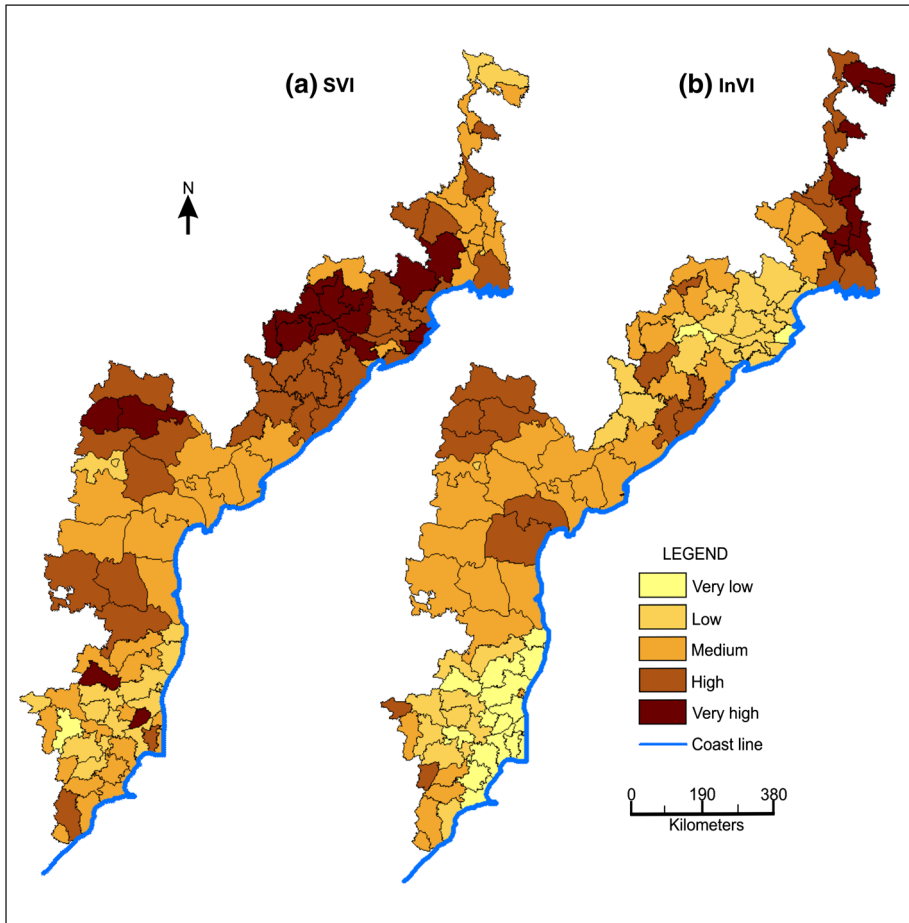 (a) SVI
(b) InVI
N
LEGEND
Very low
Low
Medium
High
Very high
Coast line
0 190 380
Kilometers